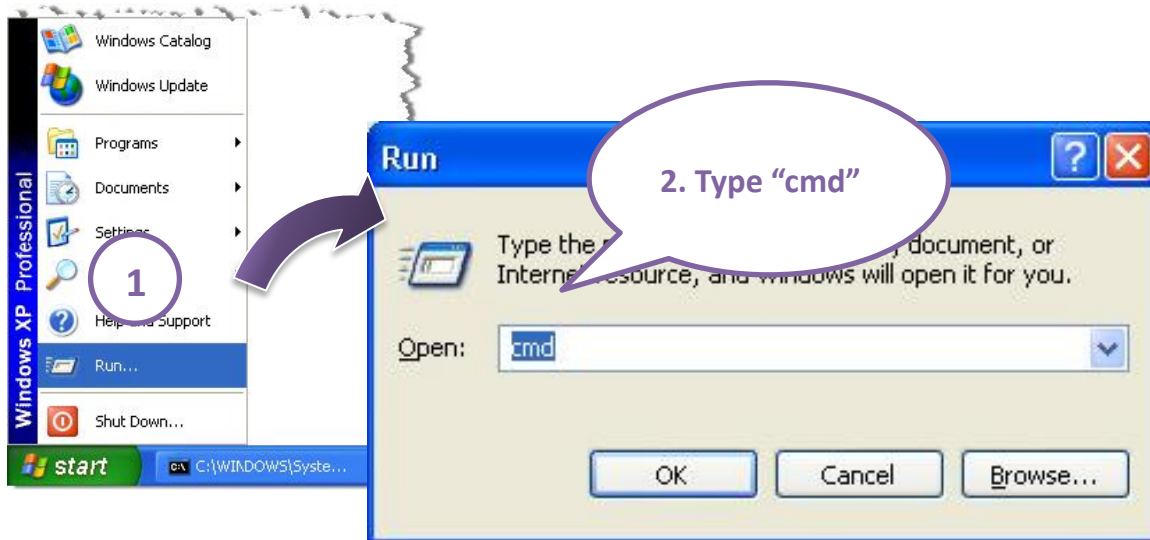 Windows Catalog
Windows Update
Programs
Documents
Settings
1
Help and Support
Run...
Shut Down...
Windows XP Professional
start
C:\WINDOWS\Syste...
Run
2. Type “cmd”
Type the document, or
Internet resource, and windows will open it for you.
Open:
cmd
OK
Cancel
Browse...